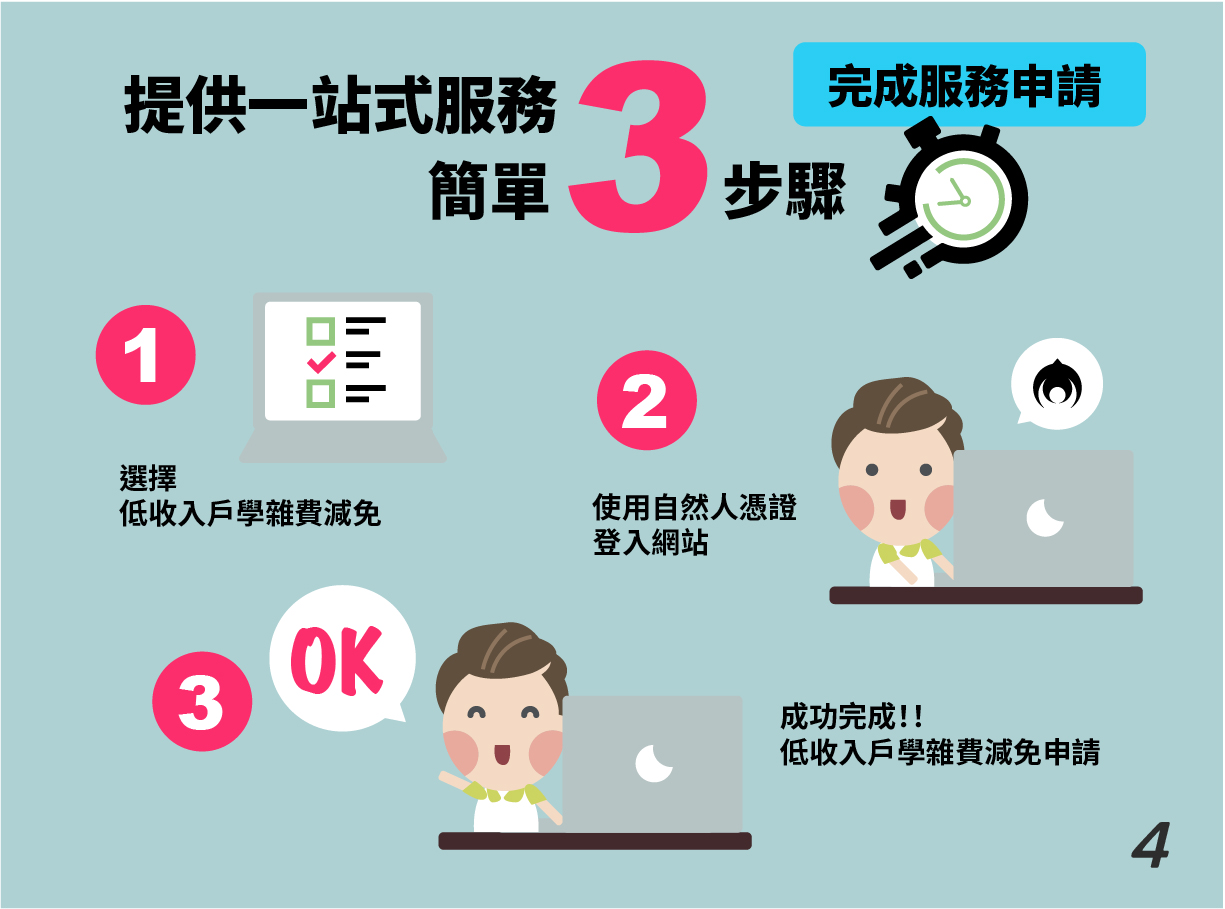 提供一站式服務
簡單3步驟
完成服務申請
1
選擇
低收入戶學雜費減免
2
使用自然人憑證
登入網站
3
OK
成功完成！！
低收入戶學雜費減免申請
4